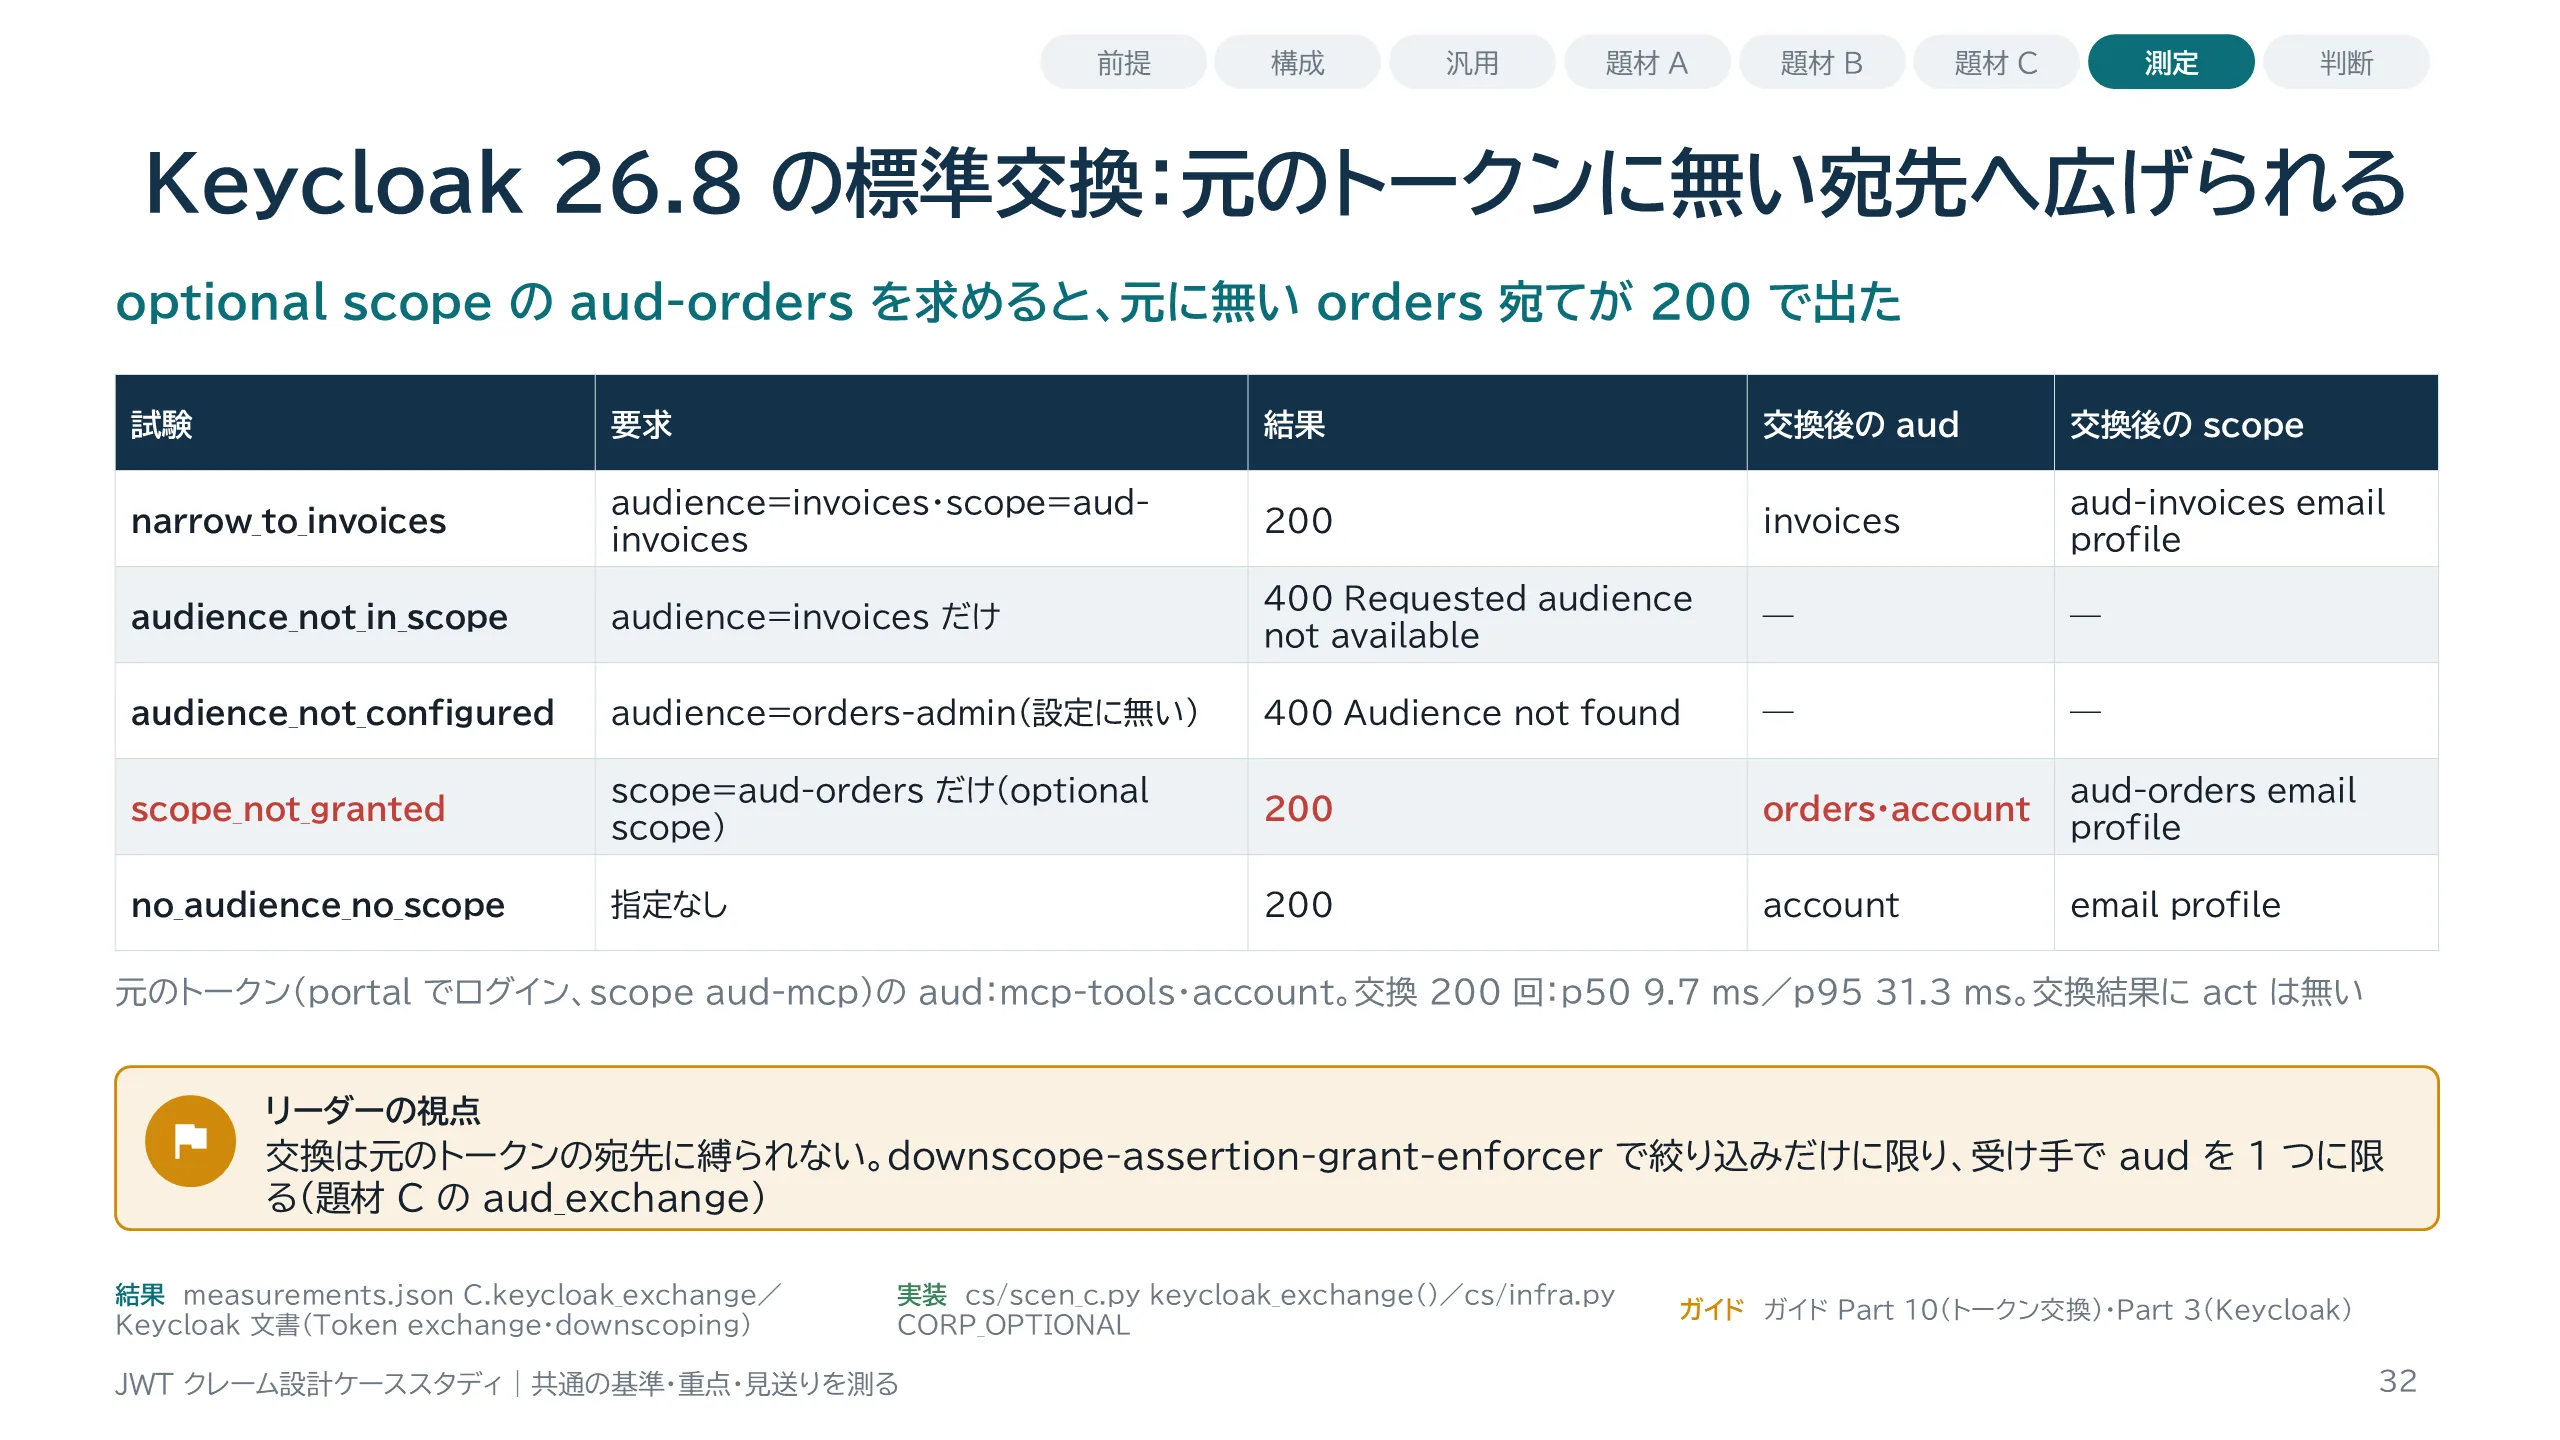 前提
構成
汎用
題材 A
題材 B
題材 C
測定
判断
Keycloak 26.8 の標準交換：元のトークンに無い宛先へ広げられる
optional scope の aud-orders を求めると、元に無い orders 宛てが 200 で出た
試験
要求
結果
交換後の aud
交換後の scope
narrow_to_invoices
audience=invoices・scope=aud-
invoices
200
invoices
aud-invoices email
profile
audience_not_in_scope
audience=invoices だけ
400 Requested audience
not available
—
—
audience_not_configured
audience=orders-admin（設定に無い）
400 Audience not found
—
—
scope_not_granted
scope=aud-orders だけ（optional
scope）
200
orders・account
aud-orders email
profile
no_audience_no_scope
指定なし
200
account
email profile
元のトークン（portal でログイン、scope aud-mcp）の aud：mcp-tools・account。交換 200 回：p50 9.7 ms／p95 31.3 ms。交換結果に act は無い
リーダーの視点
交換は元のトークンの宛先に縛られない。downscope-assertion-grant-enforcer で絞り込みだけに限り、受け手で aud を 1 つに限
る（題材 C の aud_exchange）
結果 measurements.json C.keycloak_exchange／
Keycloak 文書（Token exchange・downscoping）
実装 cs/scen_c.py keycloak_exchange()／cs/infra.py
CORP_OPTIONAL
ガイド ガイド Part 10（トークン交換）・Part 3（Keycloak）
JWT クレーム設計ケーススタディ｜共通の基準・重点・見送りを測る
32